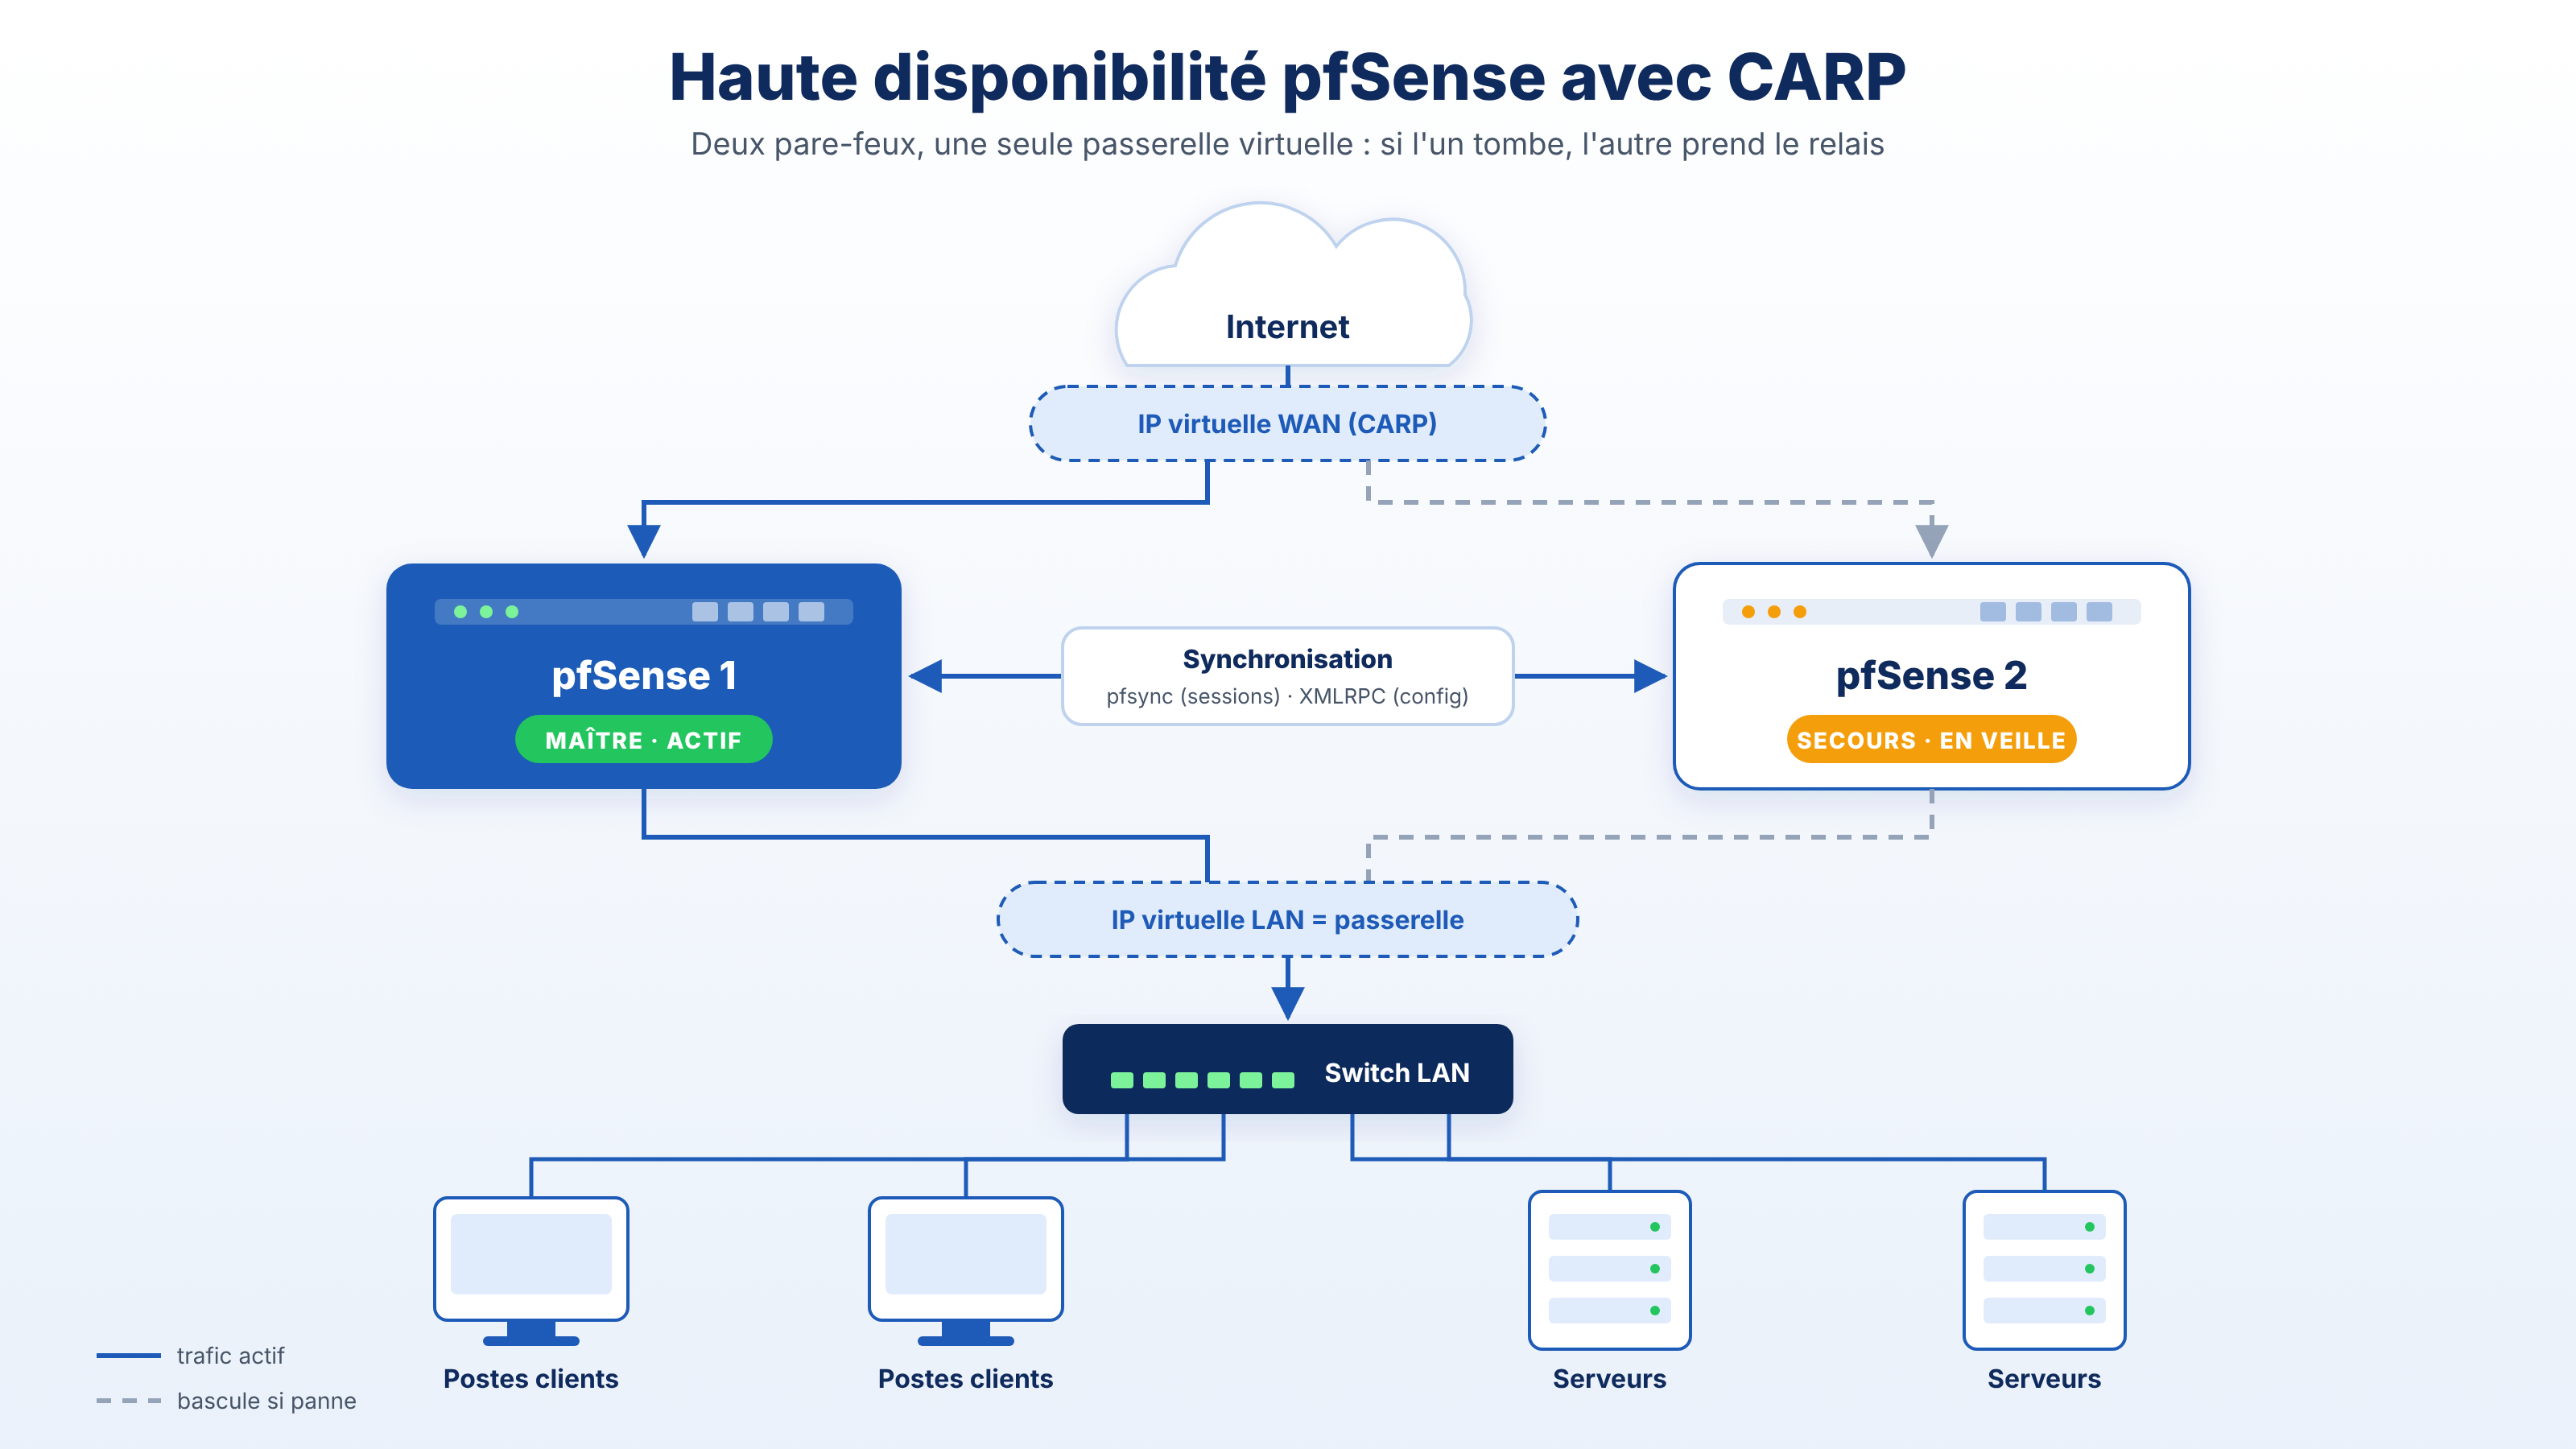 Haute disponibilité pfSense avec CARP
Deux pare-feux, une seule passerelle virtuelle : si l'un tombe, l'autre prend le relais
Internet
IP virtuelle WAN (CARP)
pfSense 1
MAÎTRE · ACTIF
Synchronisation
pfsync (sessions) · XMLRPC (config)
pfSense 2
SECOURS · EN VEILLE
IP virtuelle LAN = passerelle
Switch LAN
Postes clients
Postes clients
Serveurs
Serveurs
trafic actif
bascule si panne